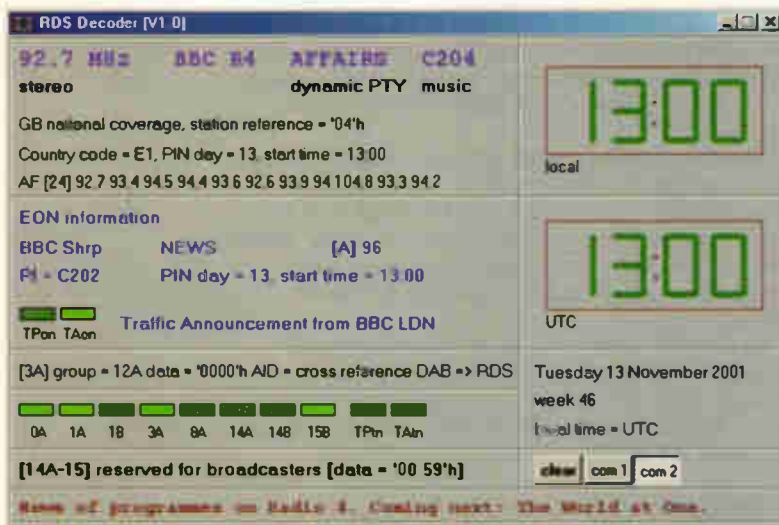 RDS Decoder [V1 0]
92.7 MHz BBC R4 AFFAIRS C204
stereo dynamic PTY music
GB national coverage, station reference = '04'h
Country code = E1, PIN day = 13, start time = 13:00
AF [24] 92.7 93.4 94.5 94.4 93.6 92.6 93.9 94 104.8 93.3 94.2
13:00
local
EON information
BBC Shrp NEWS [A] 96
PI = C202 PIN day = 13, start time = 13:00
TPon TAon Traffic Announcement from BBC LDN
13:00
UTC
[3A] group = 12A data = '0000'h AID = cross reference DAB => RDS
0A 1A 1B 3A 8A 14A 14B 15B TPtn TAtn
Tuesday 13 November 2001
week 46
local time = UTC
[14A-15] reserved for broadcasters [data = '00 59'h]
clear com 1 com 2
News of programmes on Radio 4. Coming next: The World at One.